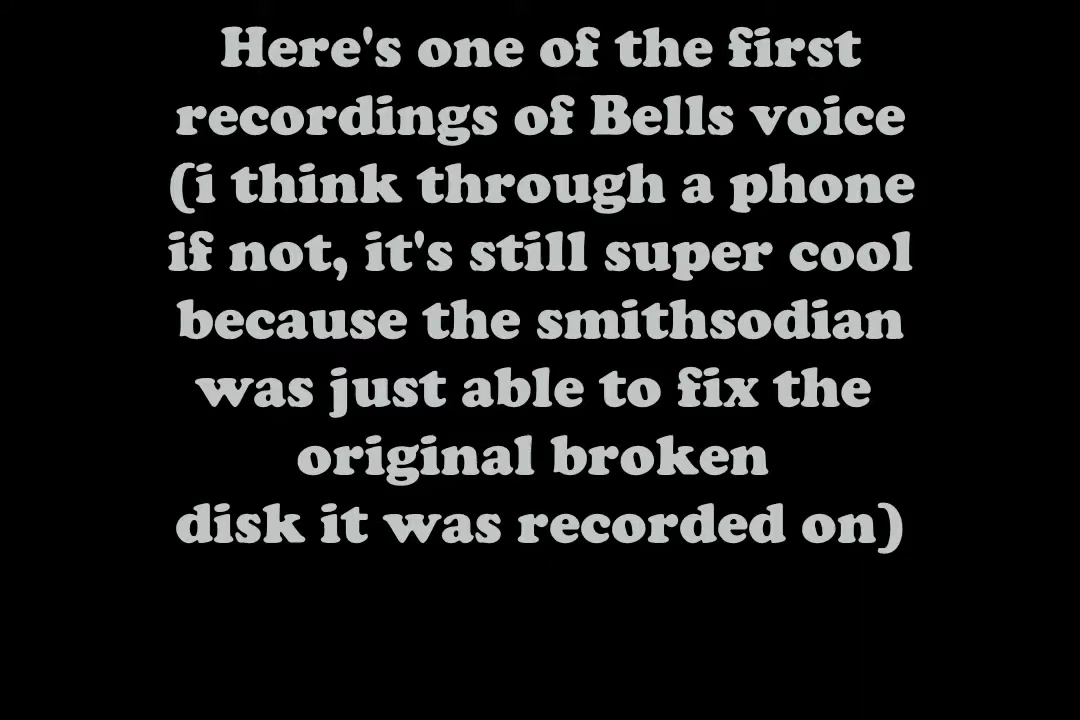 Here's one of the first
recordings of Bells voice
(i think through a phone
if not, it's still super cool
because the smithsodian
was just able to fix the
original broken
disk it was recorded on)